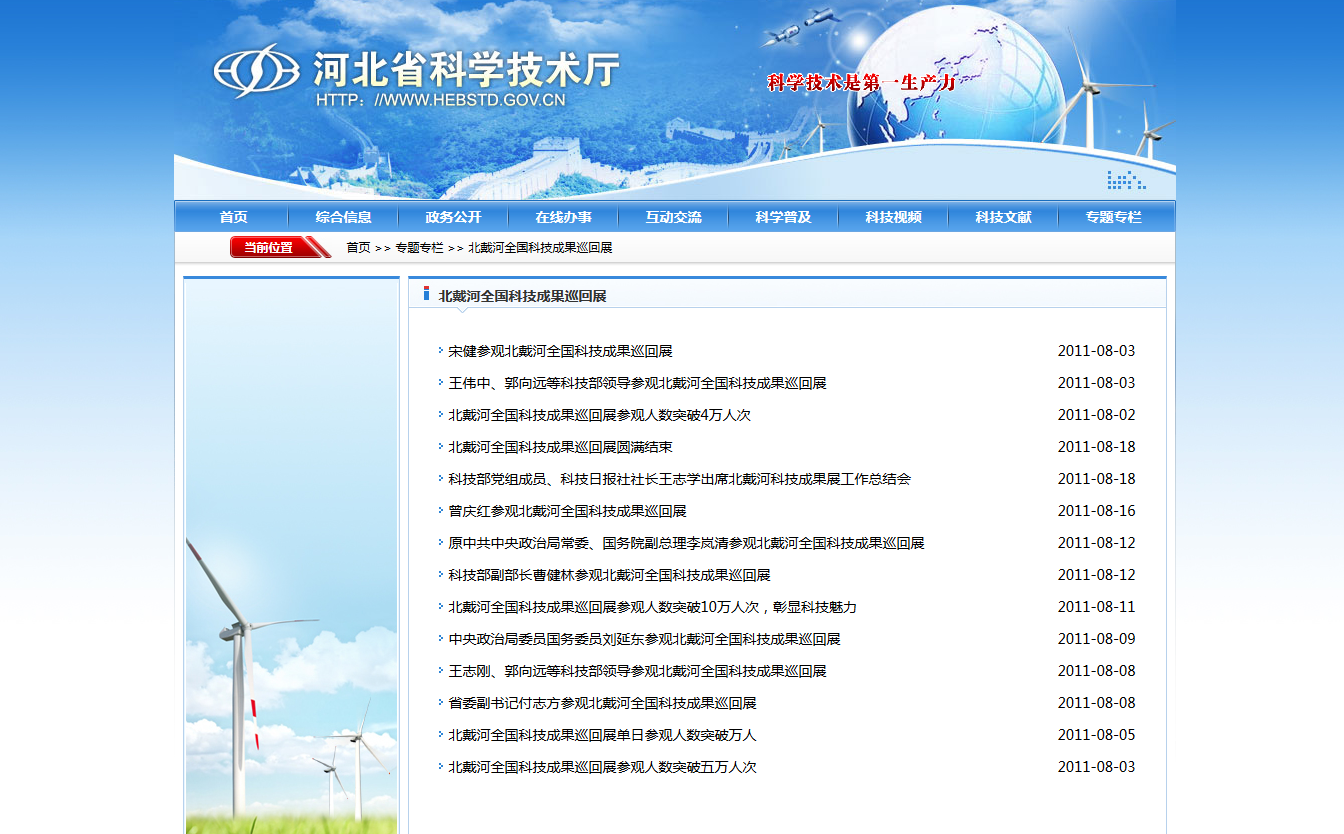 河北省科学技术厅
HTTP：//WWW.HEBSTD.GOV.CN
科学技术是第一生产力
首页 综合信息 政务公开 在线办事 互动交流 科学普及 科技视频 科技文献 专题专栏
当前位置 首页 >> 专题专栏 >> 北戴河全国科技成果巡回展
北戴河全国科技成果巡回展
宋健参观北戴河全国科技成果巡回展 2011-08-03
王伟中、郭向远等科技部领导参观北戴河全国科技成果巡回展 2011-08-03
北戴河全国科技成果巡回展参观人数突破4万人次 2011-08-02
北戴河全国科技成果巡回展圆满结束 2011-08-18
科技部党组成员、科技日报社社长王志学出席北戴河科技成果展工作总结会 2011-08-18
曾庆红参观北戴河全国科技成果巡回展 2011-08-16
原中共中央政治局常委、国务院副总理李岚清参观北戴河全国科技成果巡回展 2011-08-12
科技部副部长曹健林参观北戴河全国科技成果巡回展 2011-08-12
北戴河全国科技成果巡回展参观人数突破10万人次，彰显科技魅力 2011-08-11
中央政治局委员国务委员刘延东参观北戴河全国科技成果巡回展 2011-08-09
王志刚、郭向远等科技部领导参观北戴河全国科技成果巡回展 2011-08-08
省委副书记付志方参观北戴河全国科技成果巡回展 2011-08-08
北戴河全国科技成果巡回展单日参观人数突破万人 2011-08-05
北戴河全国科技成果巡回展参观人数突破五万人次 2011-08-03